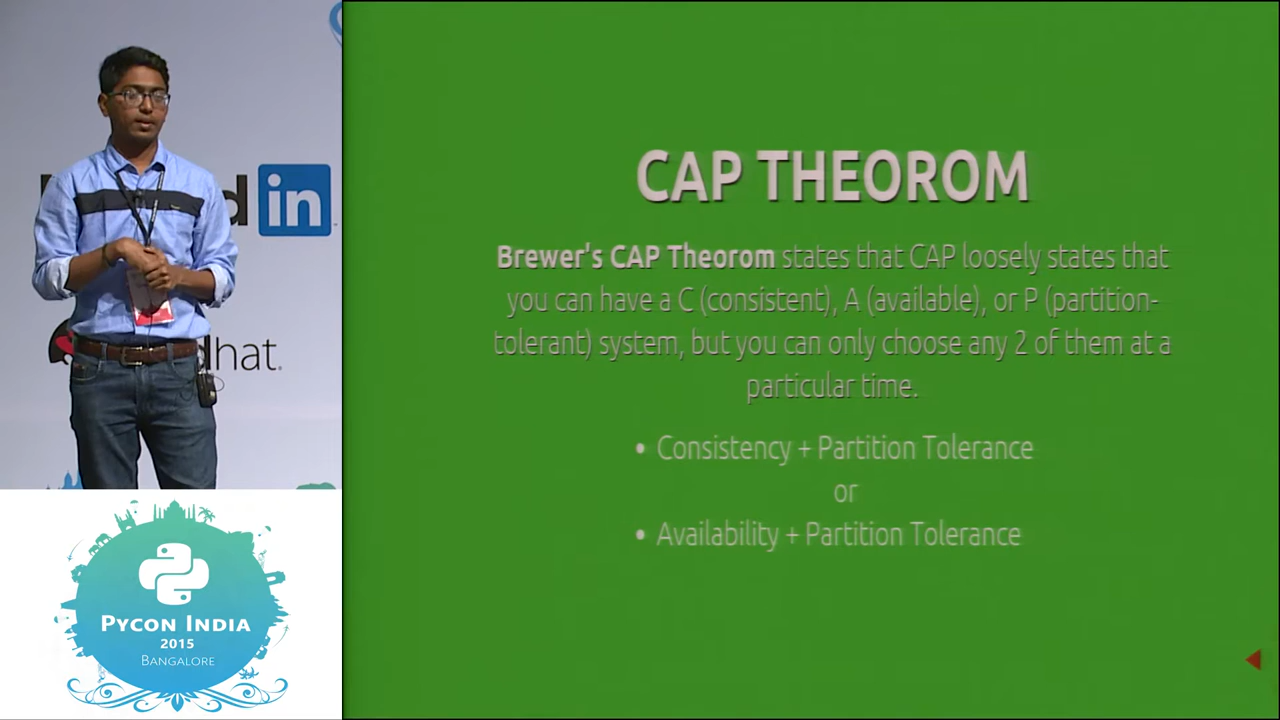 in
hat.
CAP THEOROM
Brewer's CAP Theorom states that CAP loosely states that
you can have a C (consistent), A (available), or P (partition-
tolerant) system, but you can only choose any 2 of them at a
particular time.
• Consistency + Partition Tolerance
or
• Availability + Partition Tolerance
PYCON INDIA
2015
BANGALORE